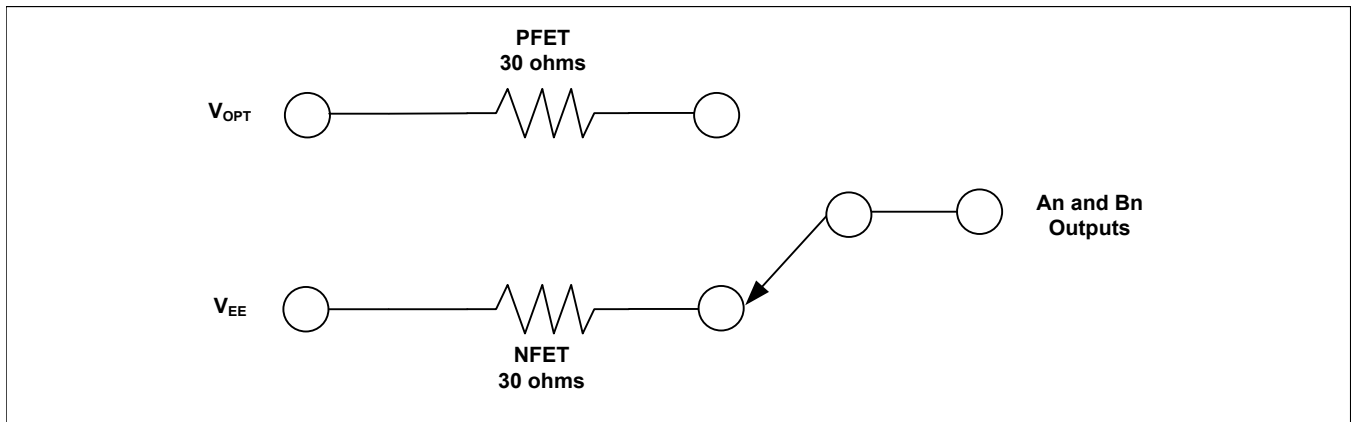 PFET
30 ohms
VOPT
An and Bn
Outputs
VEE
NFET
30 ohms